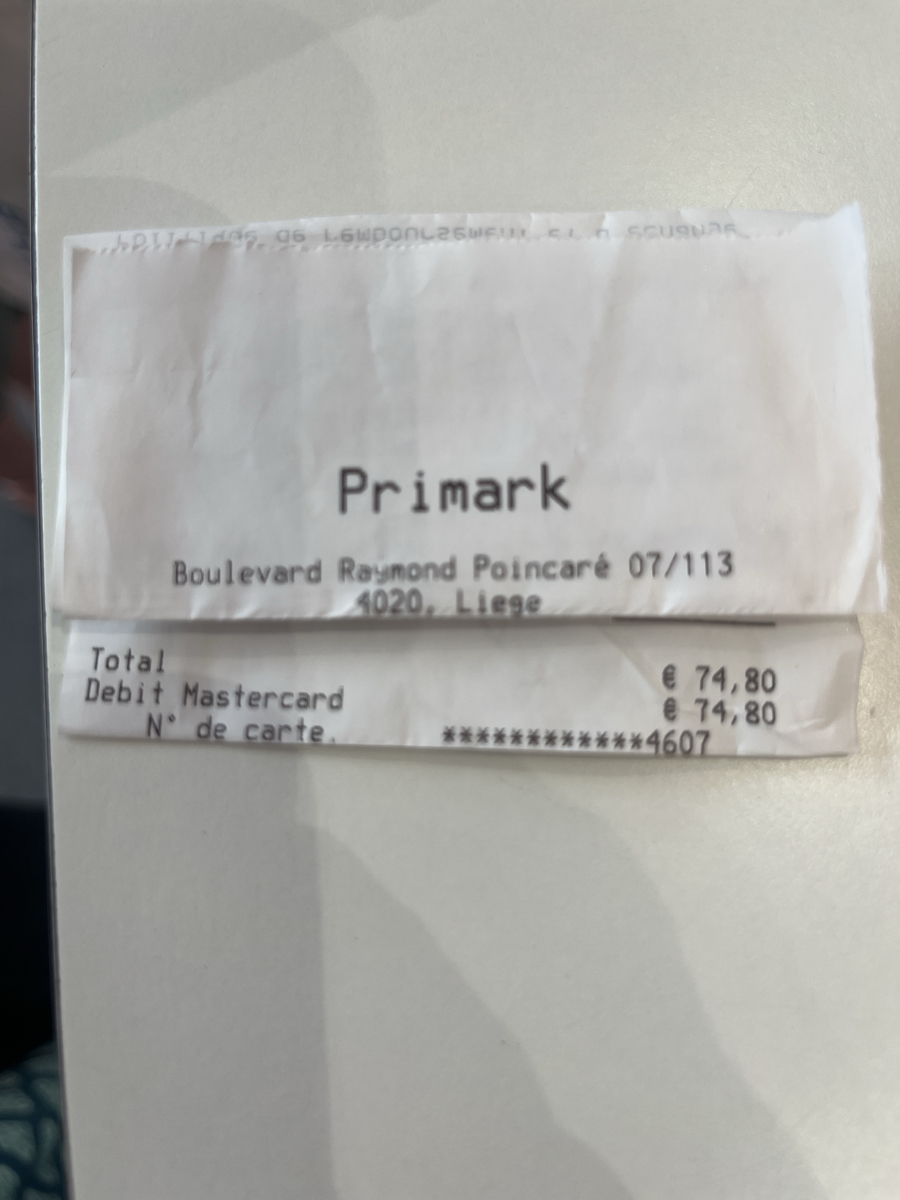 Primark
Boulevard Raymond Poincaré 07/113
4020, Liege
Total € 74,80
Debit Mastercard € 74,80
N° de carte. ************4607